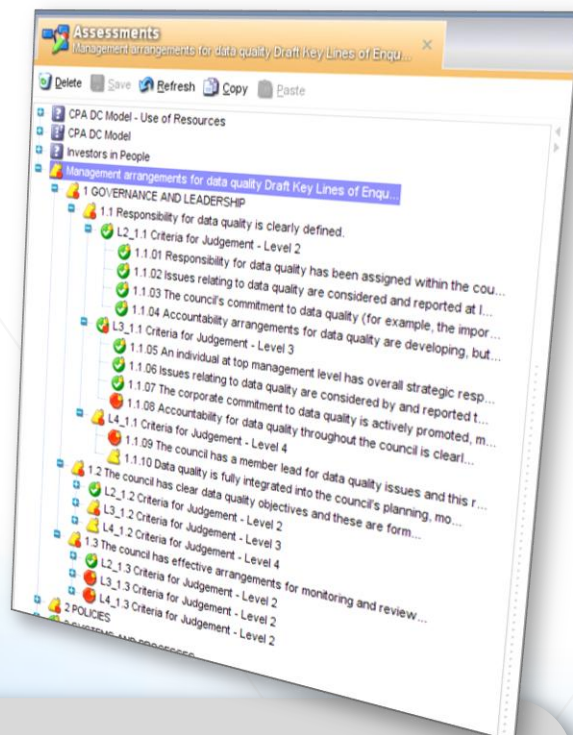 Assessments
Management arrangements for data quality Draft Key Lines of Enqu...
Delete Save Refresh Copy Paste
CPA DC Model - Use of Resources
CPA DC Model
Investors in People
Management arrangements for data quality Draft Key Lines of Enqu...
1 GOVERNANCE AND LEADERSHIP
1.1 Responsibility for data quality is clearly defined.
L2_1.1 Criteria for Judgement - Level 2
1.1.01 Responsibility for data quality has been assigned within the cou...
1.1.02 Issues relating to data quality are considered and reported at l...
1.1.03 The council's commitment to data quality (for example, the impor...
1.1.04 Accountability arrangements for data quality are developing, but...
L3_1.1 Criteria for Judgement - Level 3
1.1.05 An individual at top management level has overall strategic resp...
1.1.06 Issues relating to data quality are considered by and reported t...
1.1.07 The corporate commitment to data quality is actively promoted, m...
1.1.08 Accountability for data quality throughout the council is clearl...
L4_1.1 Criteria for Judgement - Level 4
1.1.09 The council has a member lead for data quality issues and this r...
1.1.10 Data quality is fully integrated into the council's planning, mo...
1.2 The council has clear data quality objectives and these are form...
L2_1.2 Criteria for Judgement - Level 2
L3_1.2 Criteria for Judgement - Level 3
L4_1.2 Criteria for Judgement - Level 4
1.3 The council has effective arrangements for monitoring and review...
L2_1.3 Criteria for Judgement - Level 2
L3_1.3 Criteria for Judgement - Level 2
L4_1.3 Criteria for Judgement - Level 2
2 POLICIES
3 SYSTEMS AND PROCESSES